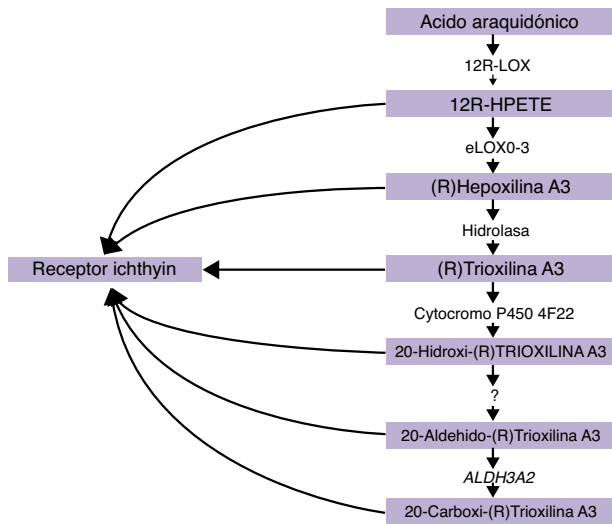 Acido araquidónico
12R-LOX
12R-HPETE
eLOX0-3
(R)Hepoxilina A3
Hidrolasa
Receptor ichthyin
(R)Trioxilina A3
Cytocromo P450 4F22
20-Hidroxi-(R)TRIOXILINA A3
?
20-Aldehido-(R)Trioxilina A3
ALDH3A2
20-Carboxi-(R)Trioxilina A3